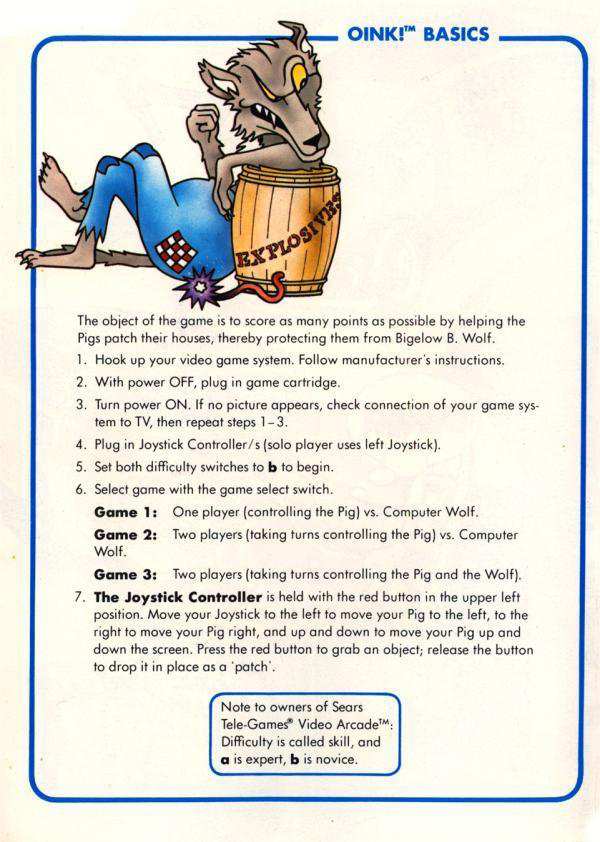 OINK!™ BASICS
EXPLOSIVES
The object of the game is to score as many points as possible by helping the
Pigs patch their houses, thereby protecting them from Bigelow B. Wolf.
1. Hook up your video game system. Follow manufacturer's instructions.
2. With power OFF, plug in game cartridge.
3. Turn power ON. If no picture appears, check connection of your game sys-
tem to TV, then repeat steps 1–3.
4. Plug in Joystick Controller/s (solo player uses left Joystick).
5. Set both difficulty switches to b to begin.
6. Select game with the game select switch.
Game 1: One player (controlling the Pig) vs. Computer Wolf.
Game 2: Two players (taking turns controlling the Pig) vs. Computer
Wolf.
Game 3: Two players (taking turns controlling the Pig and the Wolf).
7. The Joystick Controller is held with the red button in the upper left
position. Move your Joystick to the left to move your Pig to the left, to the
right to move your Pig right, and up and down to move your Pig up and
down the screen. Press the red button to grab an object; release the button
to drop it in place as a 'patch'.
Note to owners of Sears
Tele-Games® Video Arcade™:
Difficulty is called skill, and
a is expert, b is novice.